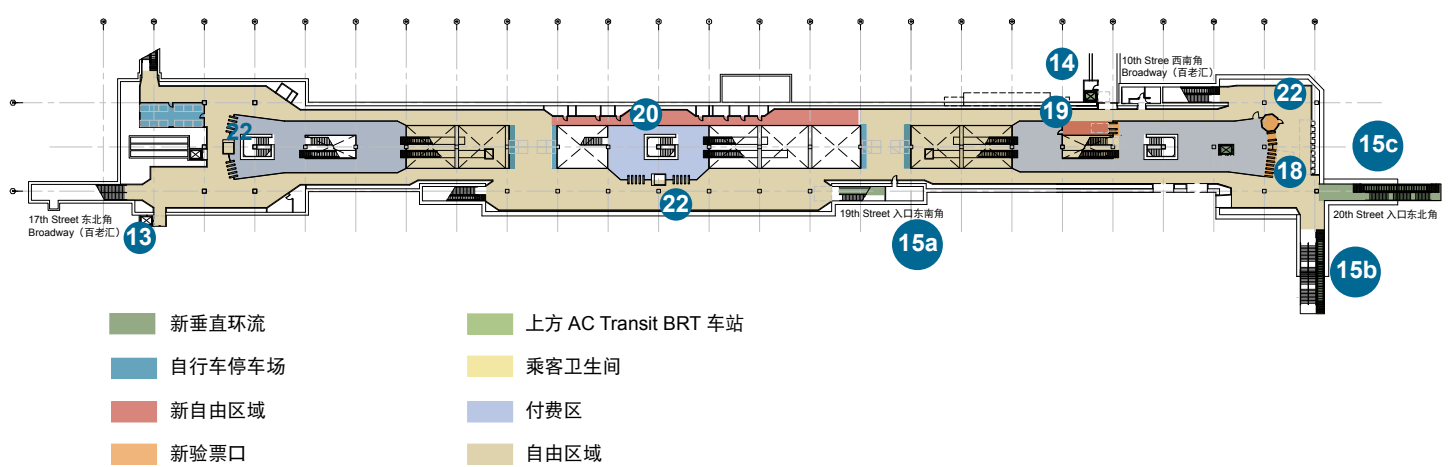 14
10th Stree 西南角
Broadway（百老汇）
22
19
20
22
15c
18
22
17th Street 东北角
Broadway（百老汇）
13
19th Street 入口东南角
15a
20th Street 入口东北角
15b
新垂直环流
上方 AC Transit BRT 车站
自行车停车场
乘客卫生间
新自由区域
付费区
新验票口
自由区域